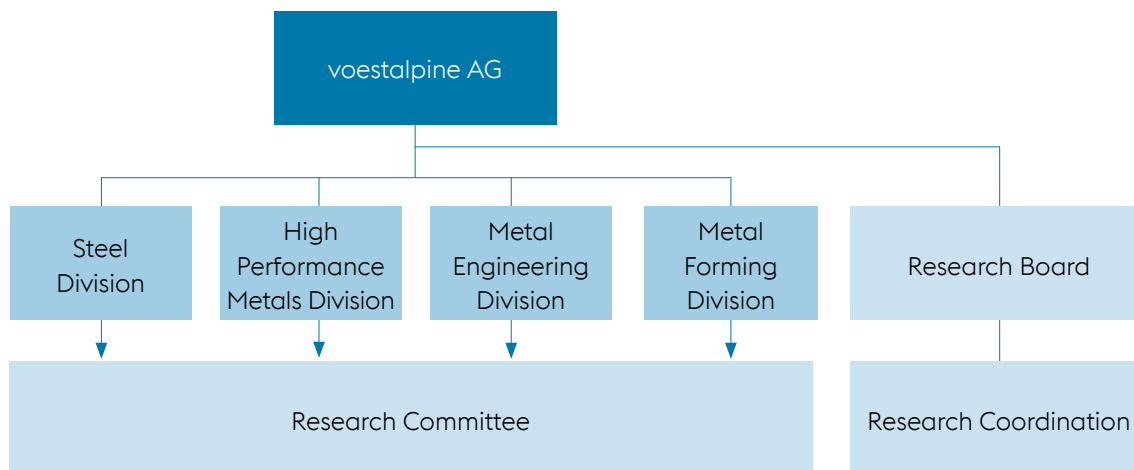 voestalpine AG
Steel
Division
High
Performance
Metals Division
Metal
Engineering
Division
Metal
Forming
Division
Research Board
Research Committee
Research Coordination